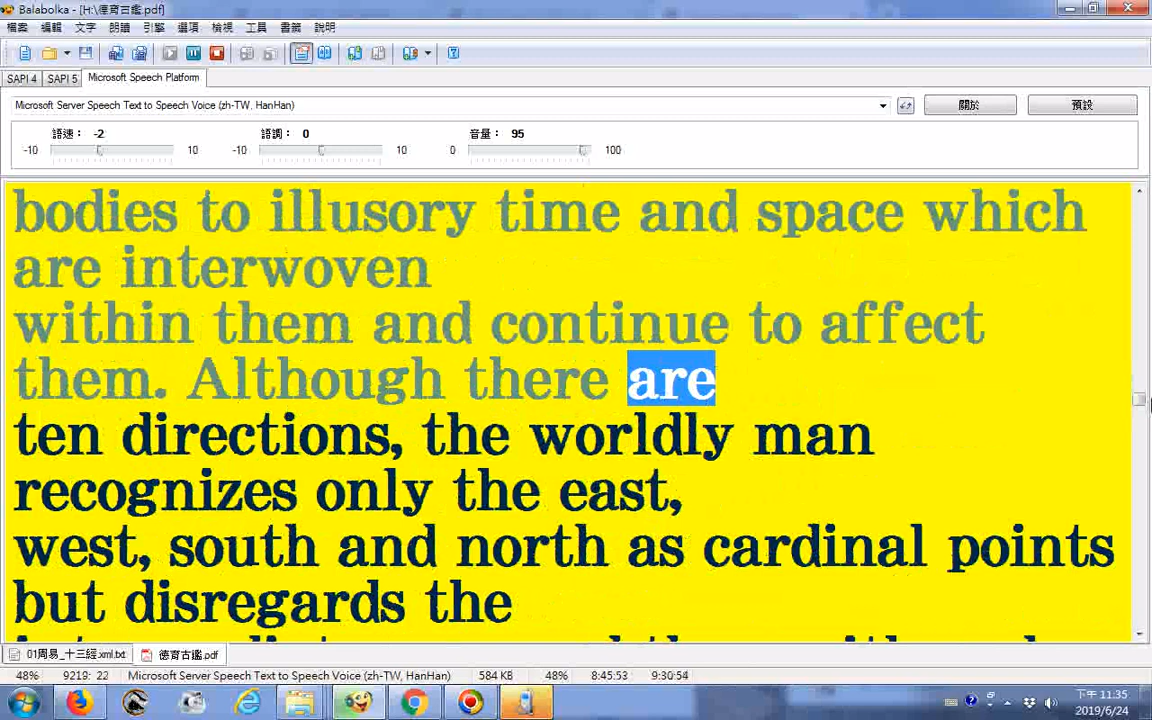 Balabolka - [H:\德育古鑑.pdf]
檔案 編輯 文字 朗讀 引擎 選項 檢視 工具 書籤 說明
SAPI 4 SAPI 5 Microsoft Speech Platform
Microsoft Server Speech Text to Speech Voice (zh-TW, HanHan) 關於 預設
語速： -2 語調： 0 音量： 95
-10 10 -10 10 0 100
bodies to illusory time and space which
are interwoven
within them and continue to affect
them. Although there are
ten directions, the worldly man
recognizes only the east,
west, south and north as cardinal points
but disregards the
01周易_十三經.xml.txt 德育古鑑.pdf
48% 9219: 22 Microsoft Server Speech Text to Speech Voice (zh-TW, HanHan) 584 KB 48% 8:45:53 9:30:54
下午 11:35
2019/6/24